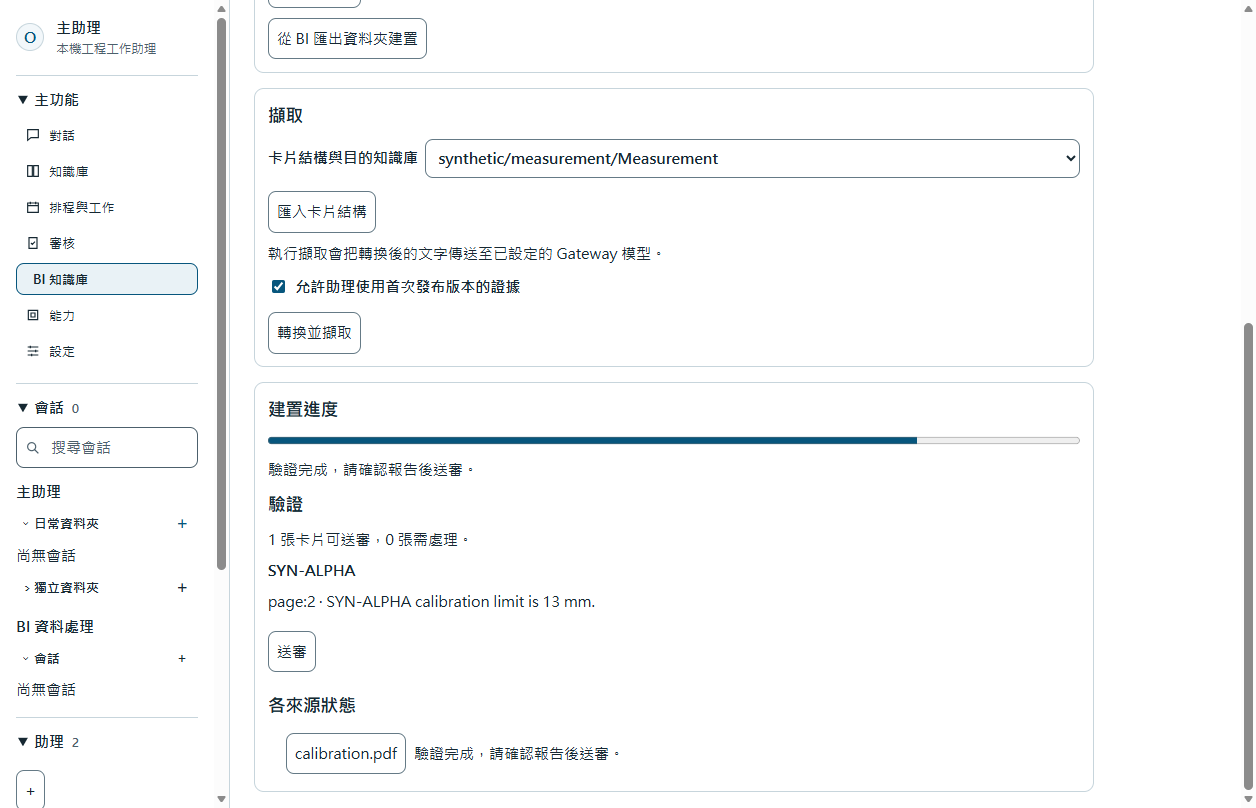 O
主助理
本機工程工作助理
主功能
對話
知識庫
排程與工作
審核
BI 知識庫
能力
設定
會話 0
搜尋會話
主助理
日常資料夾 +
尚無會話
獨立資料夾 +
BI 資料處理
會話 +
尚無會話
助理 2
+
從 BI 匯出資料夾建置
擷取
卡片結構與目的知識庫 synthetic/measurement/Measurement
匯入卡片結構
執行擷取會把轉換後的文字傳送至已設定的 Gateway 模型。
允許助理使用首次發布版本的證據
轉換並擷取
建置進度
驗證完成，請確認報告後送審。
驗證
1 張卡片可送審，0 張需處理。
SYN-ALPHA
page:2 · SYN-ALPHA calibration limit is 13 mm.
送審
各來源狀態
calibration.pdf 驗證完成，請確認報告後送審。